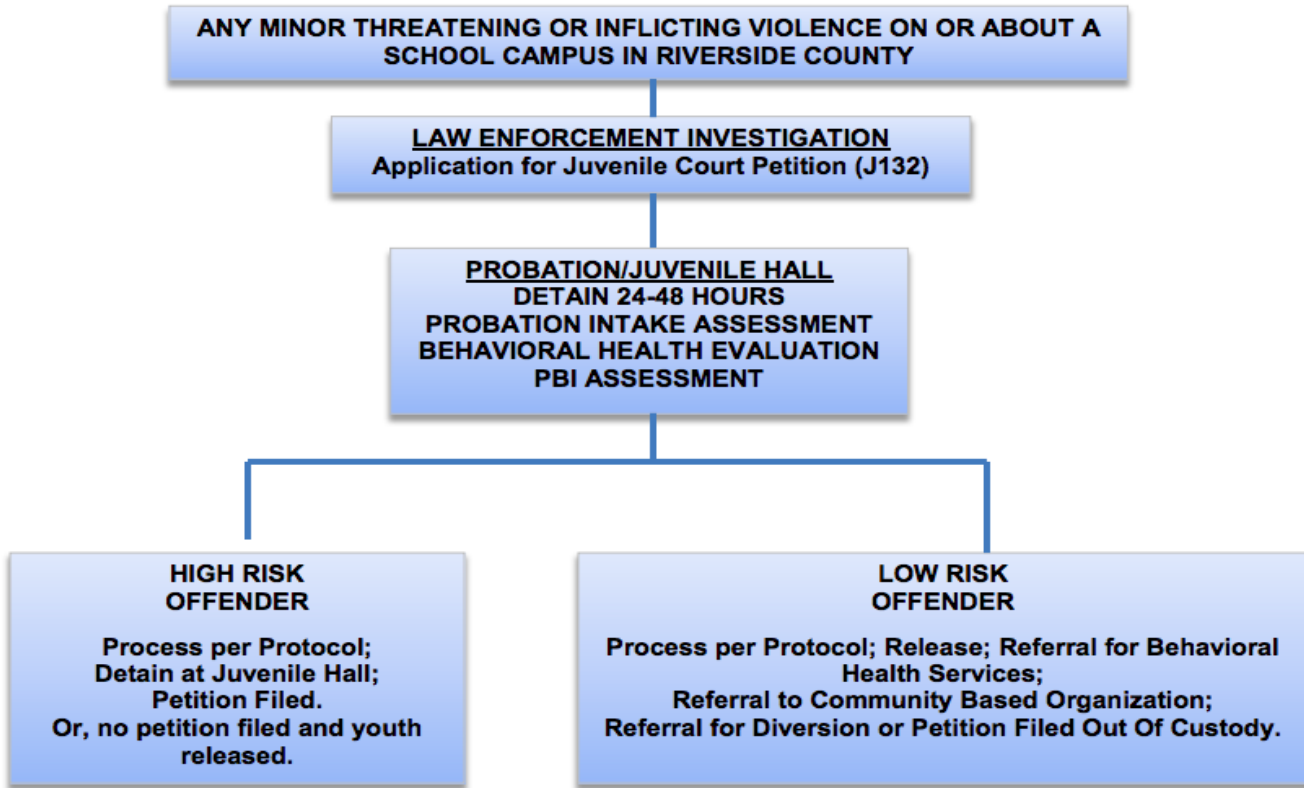 ANY MINOR THREATENING OR INFLICTING VIOLENCE ON OR ABOUT A
SCHOOL CAMPUS IN RIVERSIDE COUNTY
LAW ENFORCEMENT INVESTIGATION
Application for Juvenile Court Petition (J132)
PROBATION/JUVENILE HALL
DETAIN 24-48 HOURS
PROBATION INTAKE ASSESSMENT
BEHAVIORAL HEALTH EVALUATION
PBI ASSESSMENT
HIGH RISK
OFFENDER
Process per Protocol;
Detain at Juvenile Hall;
Petition Filed.
Or, no petition filed and youth
released.
LOW RISK
OFFENDER
Process per Protocol; Release; Referral for Behavioral
Health Services;
Referral to Community Based Organization;
Referral for Diversion or Petition Filed Out Of Custody.